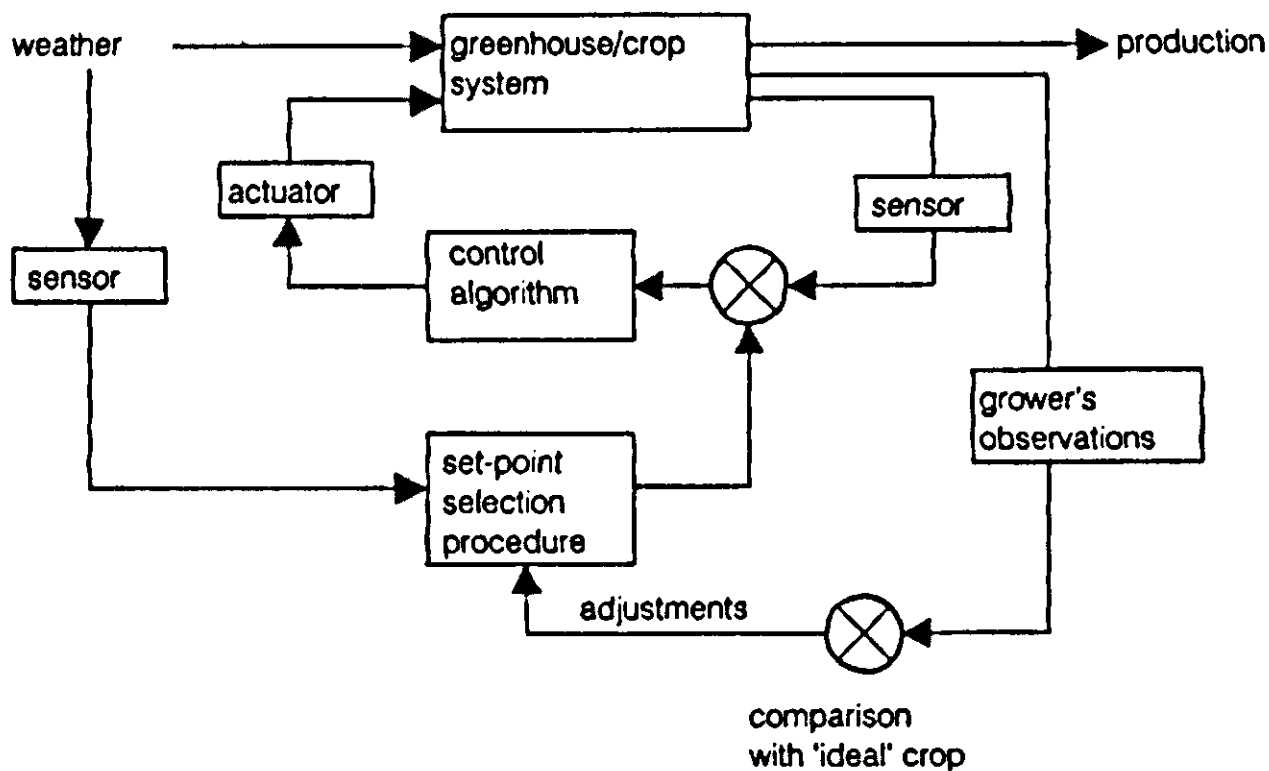 weather
greenhouse/crop
system
production
actuator
sensor
sensor
control
algorithm
grower's
observations
set-point
selection
procedure
adjustments
comparison
with 'ideal' crop